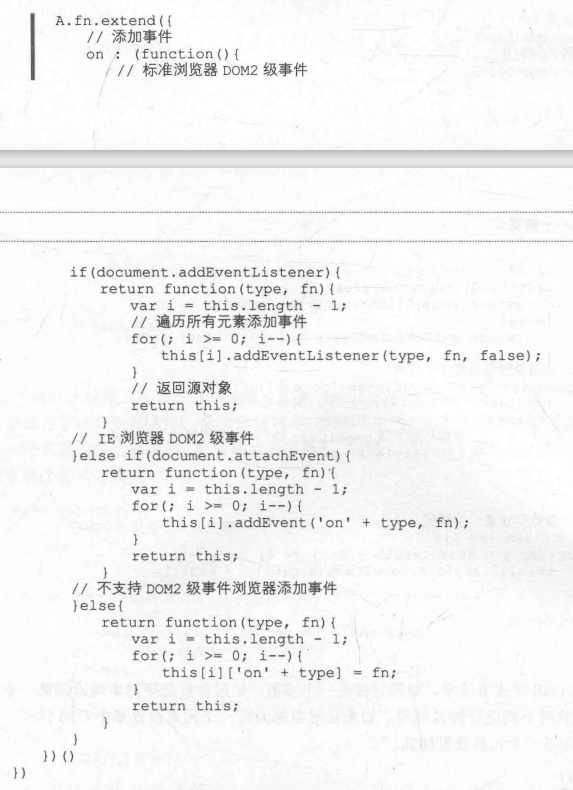 A.fn.extend({
// 添加事件
on : (function(){
// 标准浏览器 DOM2 级事件
if(document.addEventListener){
return function(type, fn){
var i = this.length - 1;
// 遍历所有元素添加事件
for(; i >= 0; i--){
this[i].addEventListener(type, fn, false);
}
// 返回源对象
return this;
}
// IE 浏览器 DOM2 级事件
}else if(document.attachEvent){
return function(type, fn){
var i = this.length - 1;
for(; i >= 0; i--){
this[i].addEvent('on' + type, fn);
}
return this;
}
// 不支持 DOM2 级事件浏览器添加事件
}else{
return function(type, fn){
var i = this.length - 1;
for(; i >= 0; i--){
this[i]['on' + type] = fn;
}
return this;
}
}
})()
})